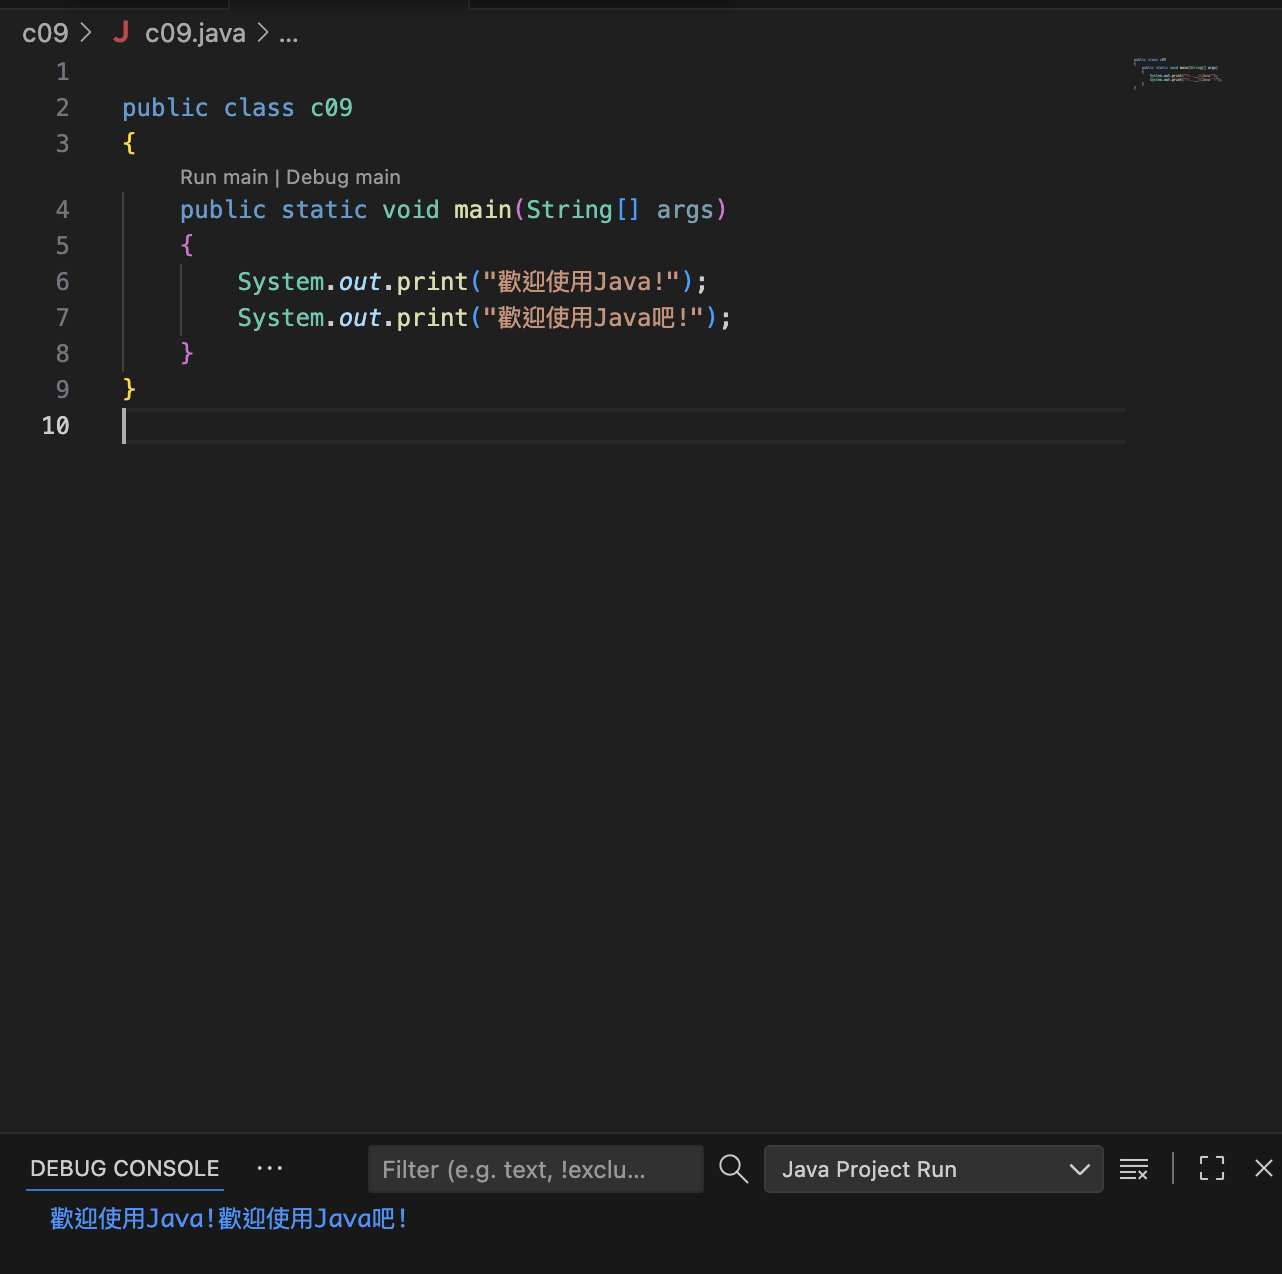 c09 > J c09.java > ...
1
2 public class c09
3 {
Run main | Debug main
4 public static void main(String[] args)
5 {
6 System.out.print("歡迎使用Java!");
7 System.out.print("歡迎使用Java吧!");
8 }
9 }
10
DEBUG CONSOLE ··· Filter (e.g. text, !exclu... Java Project Run
歡迎使用Java!歡迎使用Java吧!